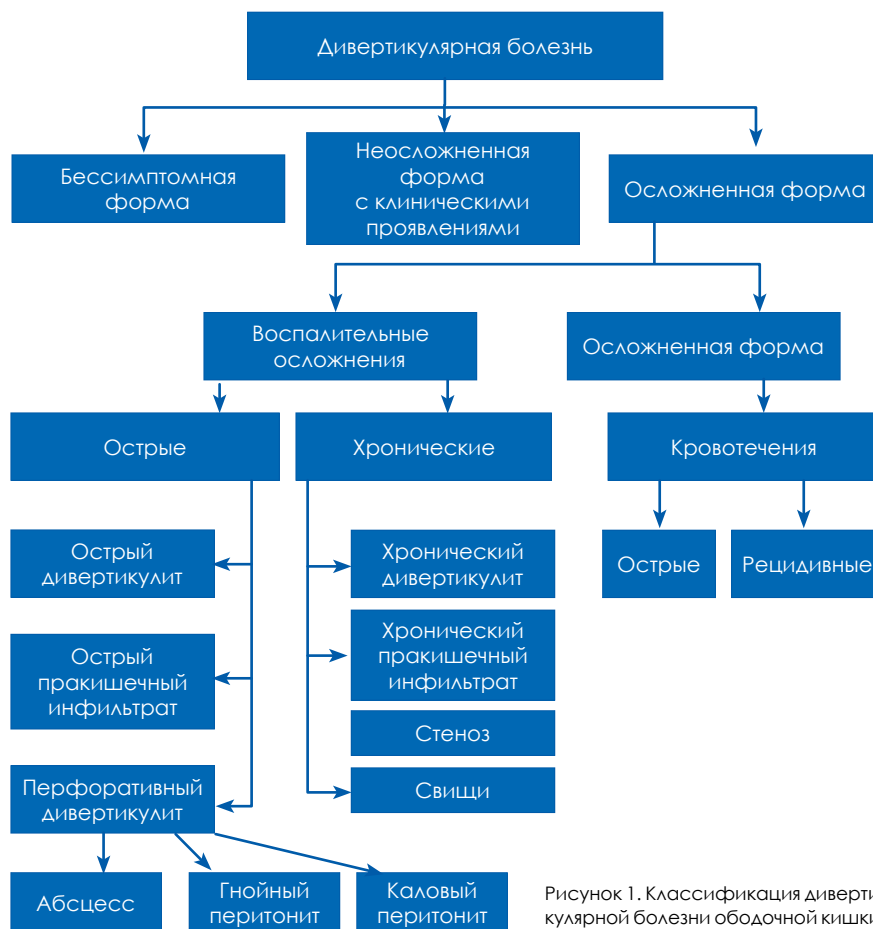 Дивертикулярная болезнь
Бессимптомная
форма
Неосложненная
форма
с клиническими
проявлениями
Осложненная форма
Воспалительные
осложнения
Осложненная форма
Острые
Хронические
Кровотечения
Острый
дивертикулит
Хронический
дивертикулит
Острые
Рецидивные
Острый
пракишечный
инфильтрат
Хронический
пракишечный
инфильтрат
Стеноз
Перфоративный
дивертикулит
Свищи
Абсцесс
Гнойный
перитонит
Каловый
перитонит
Рисунок 1. Классификация диверти
кулярной болезни ободочной кишки